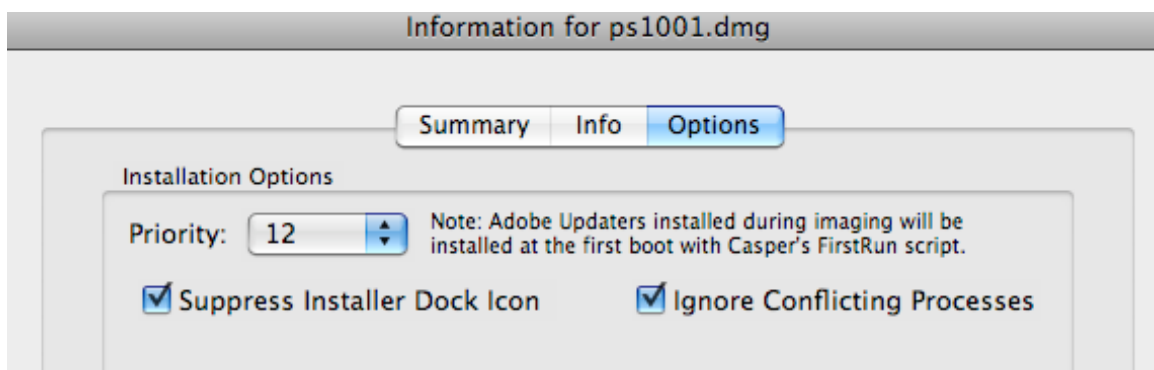 Information for ps1001.dmg
Summary Info Options
Installation Options
Priority: 12 Note: Adobe Updaters installed during imaging will be
installed at the first boot with Casper's FirstRun script.
Suppress Installer Dock Icon Ignore Conflicting Processes